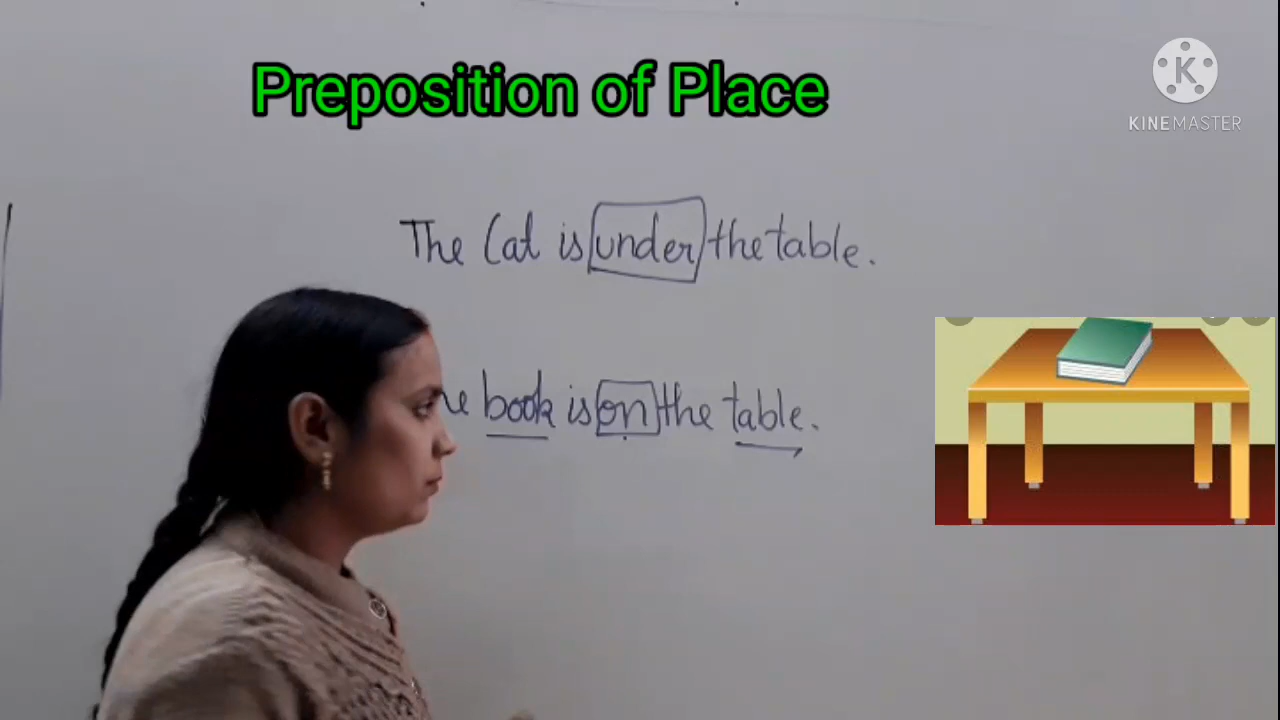 Preposition of Place
KINEMASTER
The Cat is under the table.
book is on the table.